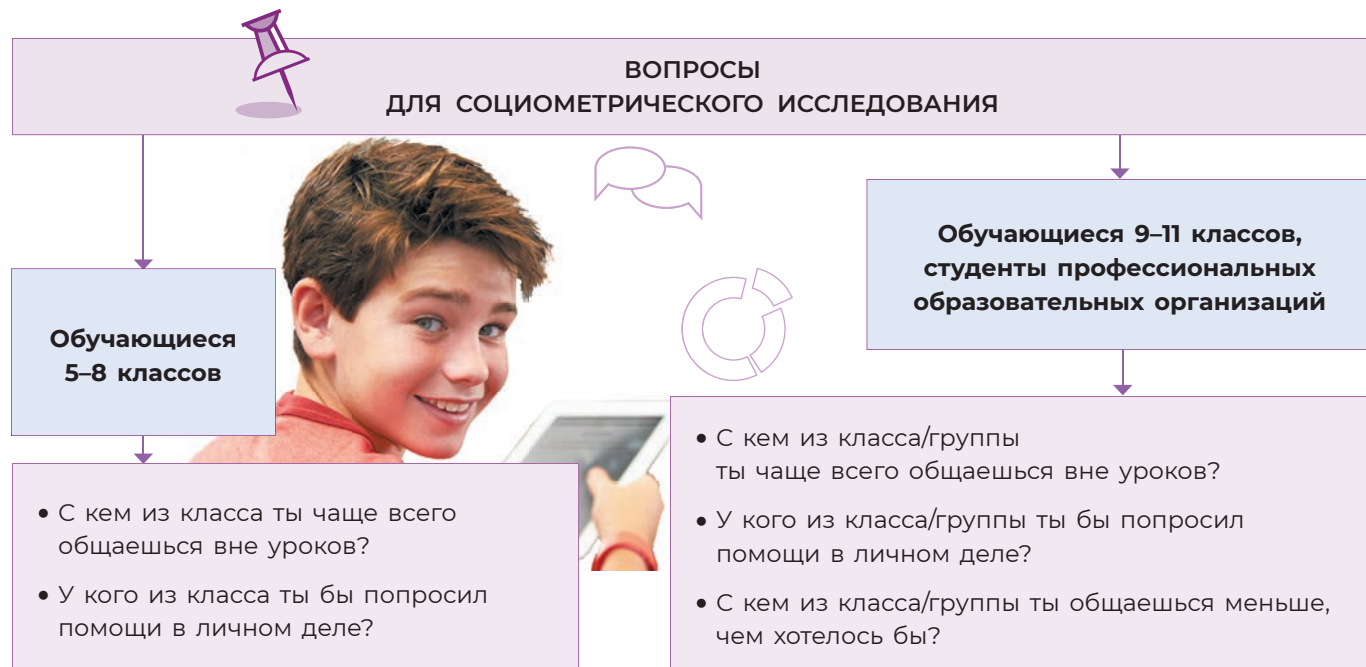 ВОПРОСЫ
ДЛЯ СОЦИОМЕТРИЧЕСКОГО ИССЛЕДОВАНИЯ
Обучающиеся
5–8 классов
• С кем из класса ты чаще всего
общаешься вне уроков?
• У кого из класса ты бы попросил
помощи в личном деле?
Обучающиеся 9–11 классов,
студенты профессиональных
образовательных организаций
• С кем из класса/группы
ты чаще всего общаешься вне уроков?
• У кого из класса/группы ты бы попросил
помощи в личном деле?
• С кем из класса/группы ты общаешься меньше,
чем хотелось бы?